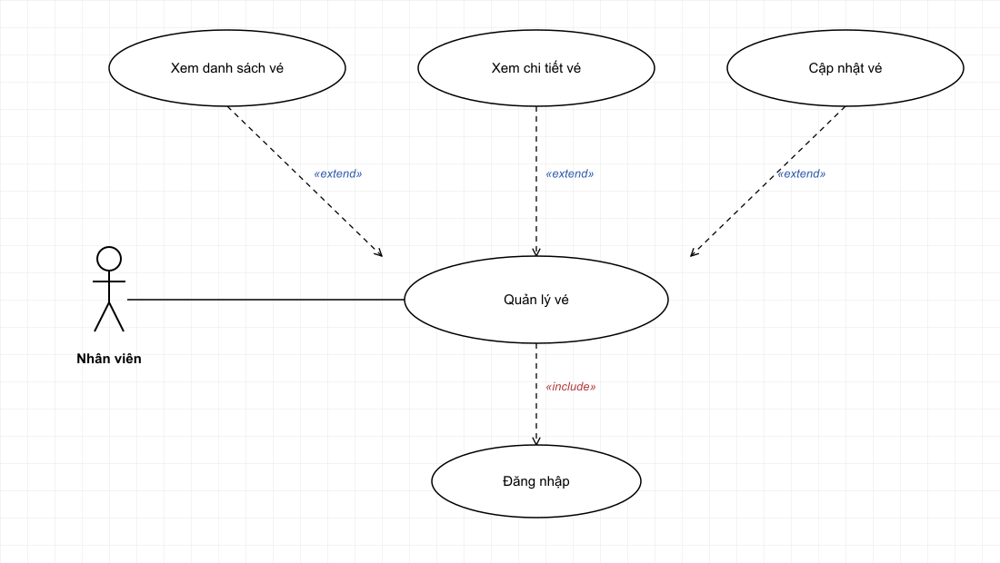 Xem danh sách vé
Xem chi tiết vé
Cập nhật vé
«extend»
«extend»
«extend»
Quản lý vé
Nhân viên
«include»
Đăng nhập